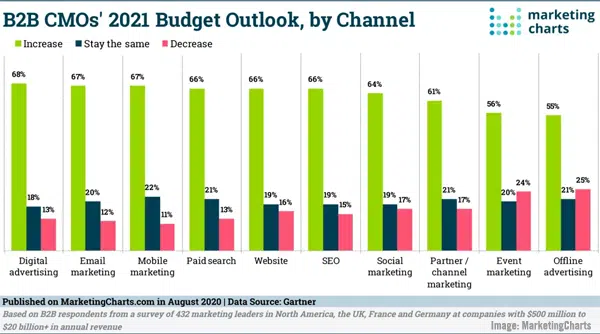 B2B CMOs' 2021 Budget Outlook, by Channel
marketing
charts
Increase Stay the same Decrease
68% 18% 13%
67% 20% 12%
67% 22% 11%
66% 21% 13%
66% 19% 16%
66% 19% 15%
64% 19% 17%
61% 21% 17%
56% 20% 24%
55% 21% 25%
Digital
advertising
Email
marketing
Mobile
marketing
Paid search
Website
SEO
Social
marketing
Partner /
channel
marketing
Event
marketing
Offline
advertising
Published on MarketingCharts.com in August 2020 | Data Source: Gartner
Based on B2B respondents from a survey of 432 marketing leaders in North America, the UK, France and Germany at companies with $500 million to
$20 billion+ in annual revenue
Image: MarketingCharts